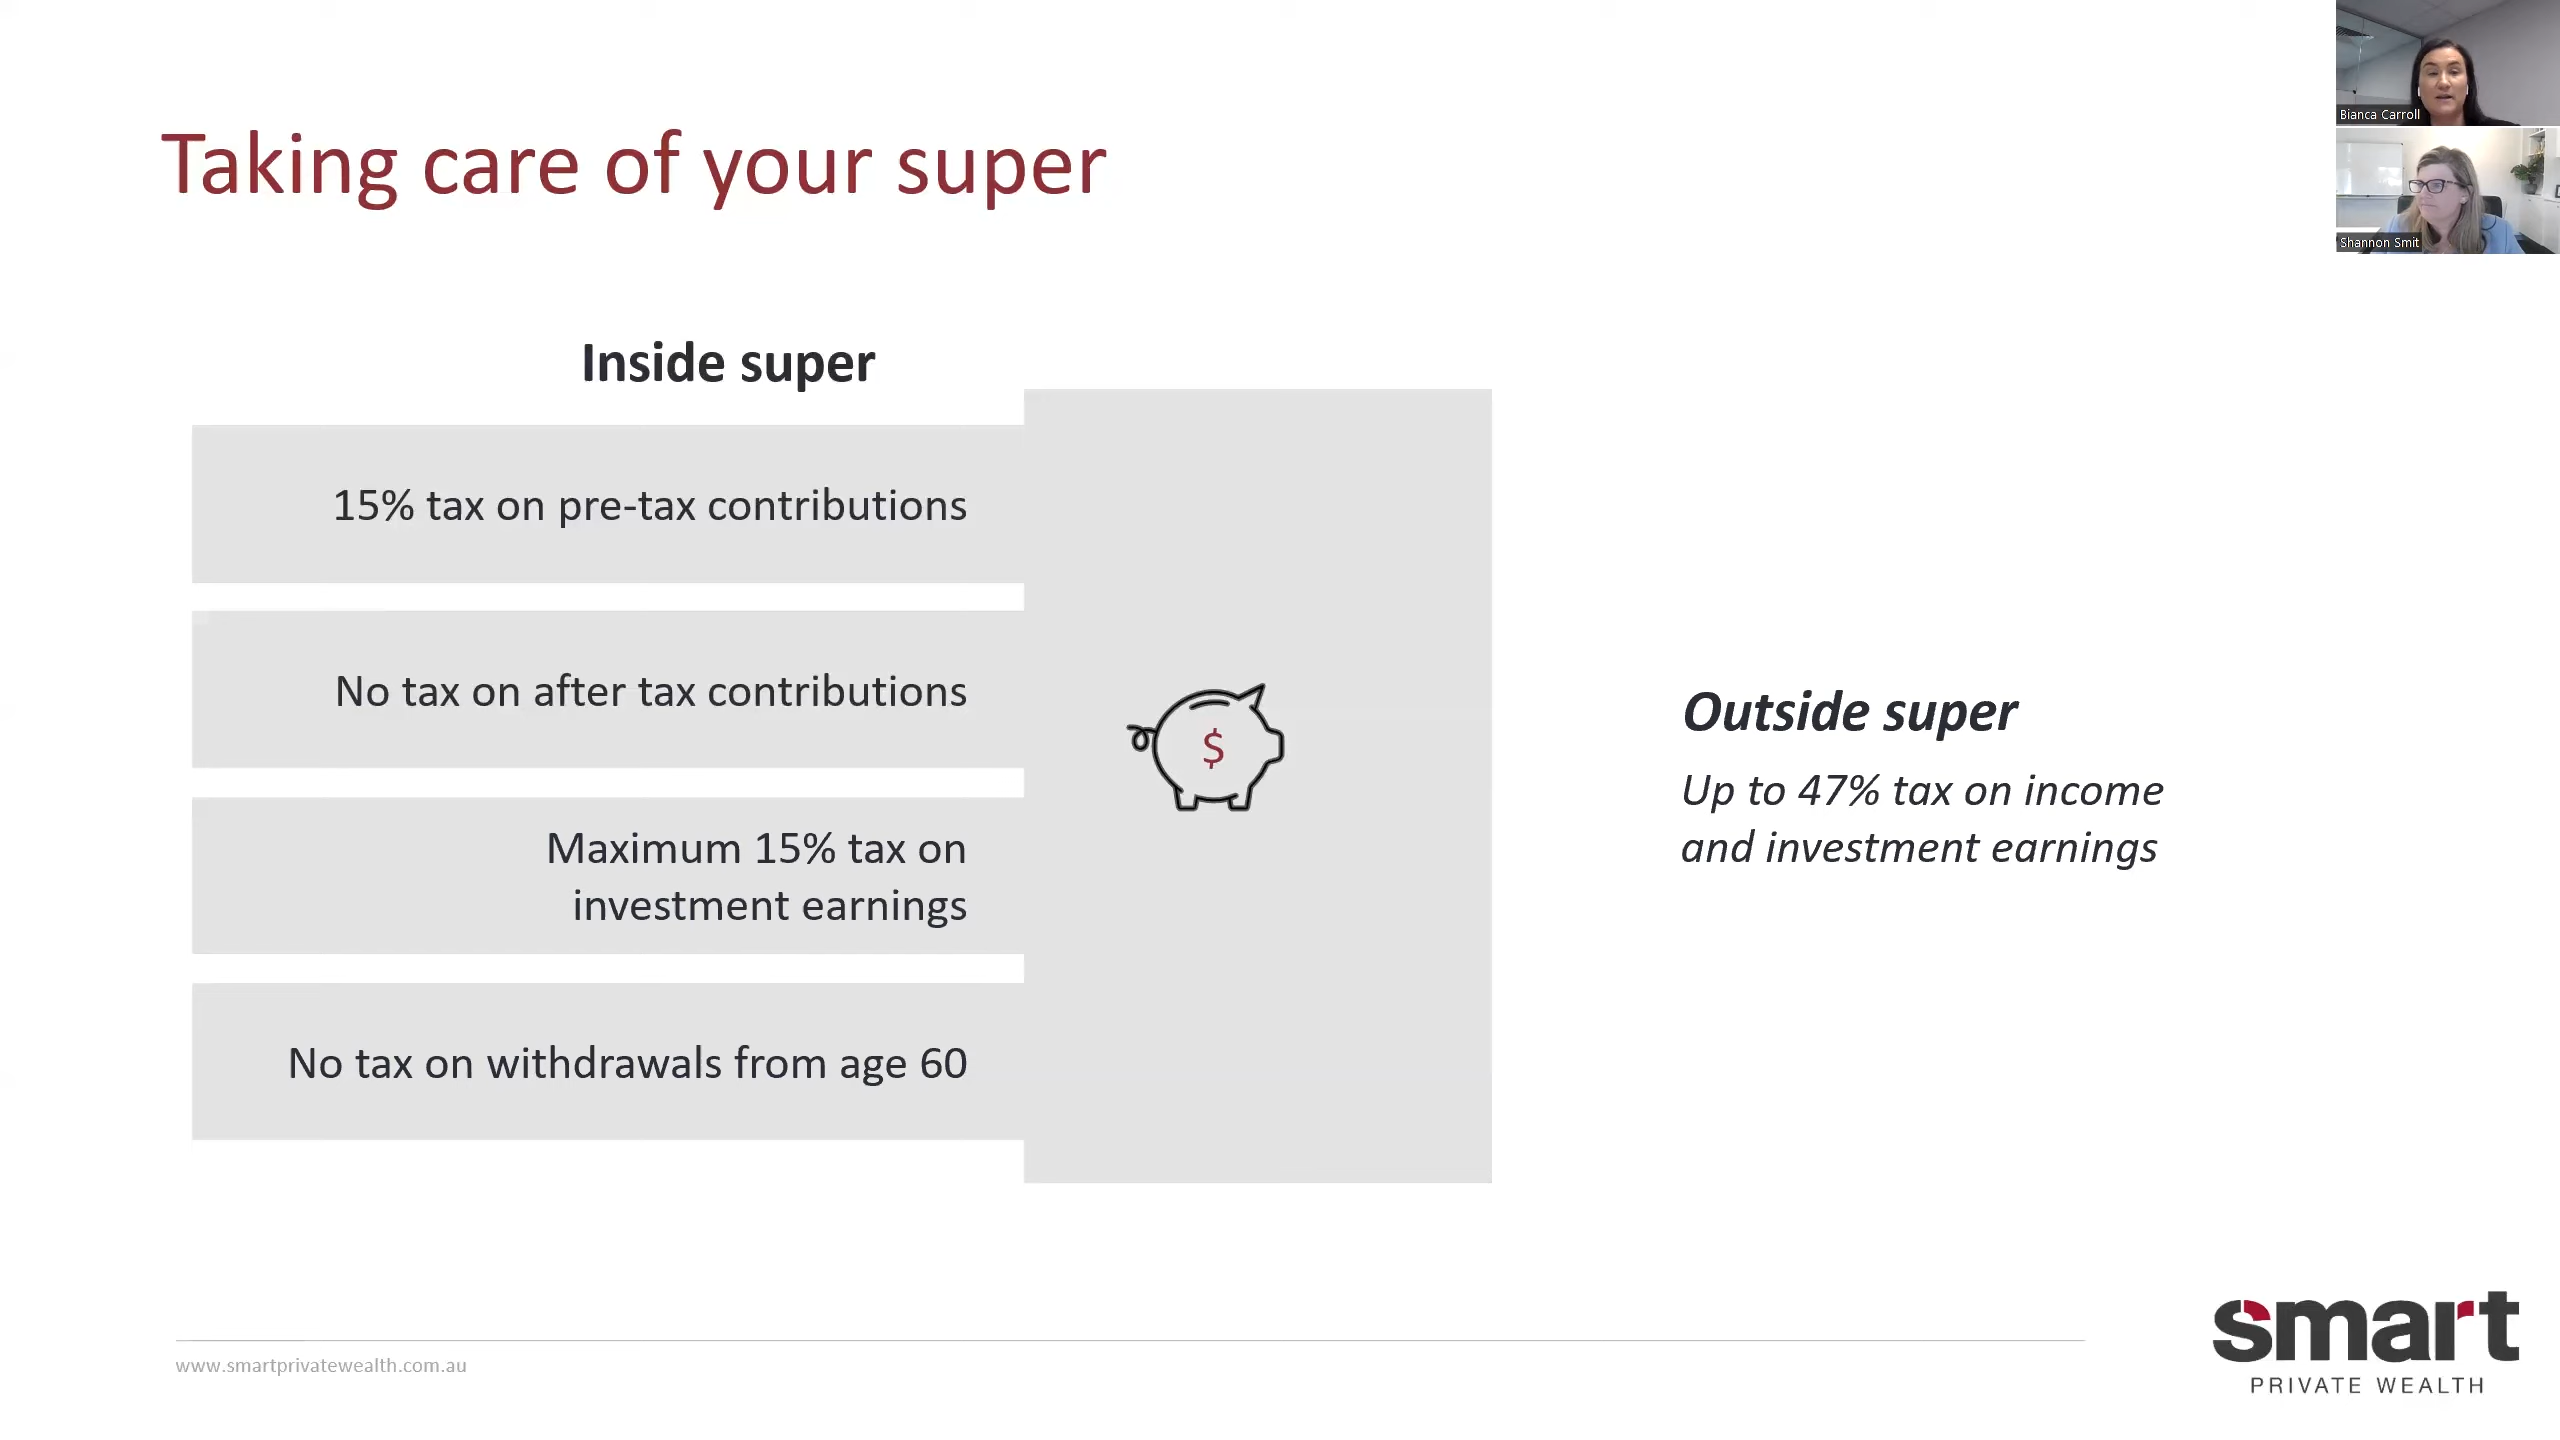 Bianca Carroll
Shannon Smit
Taking care of your super
Inside super
15% tax on pre-tax contributions
No tax on after tax contributions
Maximum 15% tax on
investment earnings
No tax on withdrawals from age 60
$
Outside super
Up to 47% tax on income
and investment earnings
www.smartprivatewealth.com.au
smart
PRIVATE WEALTH